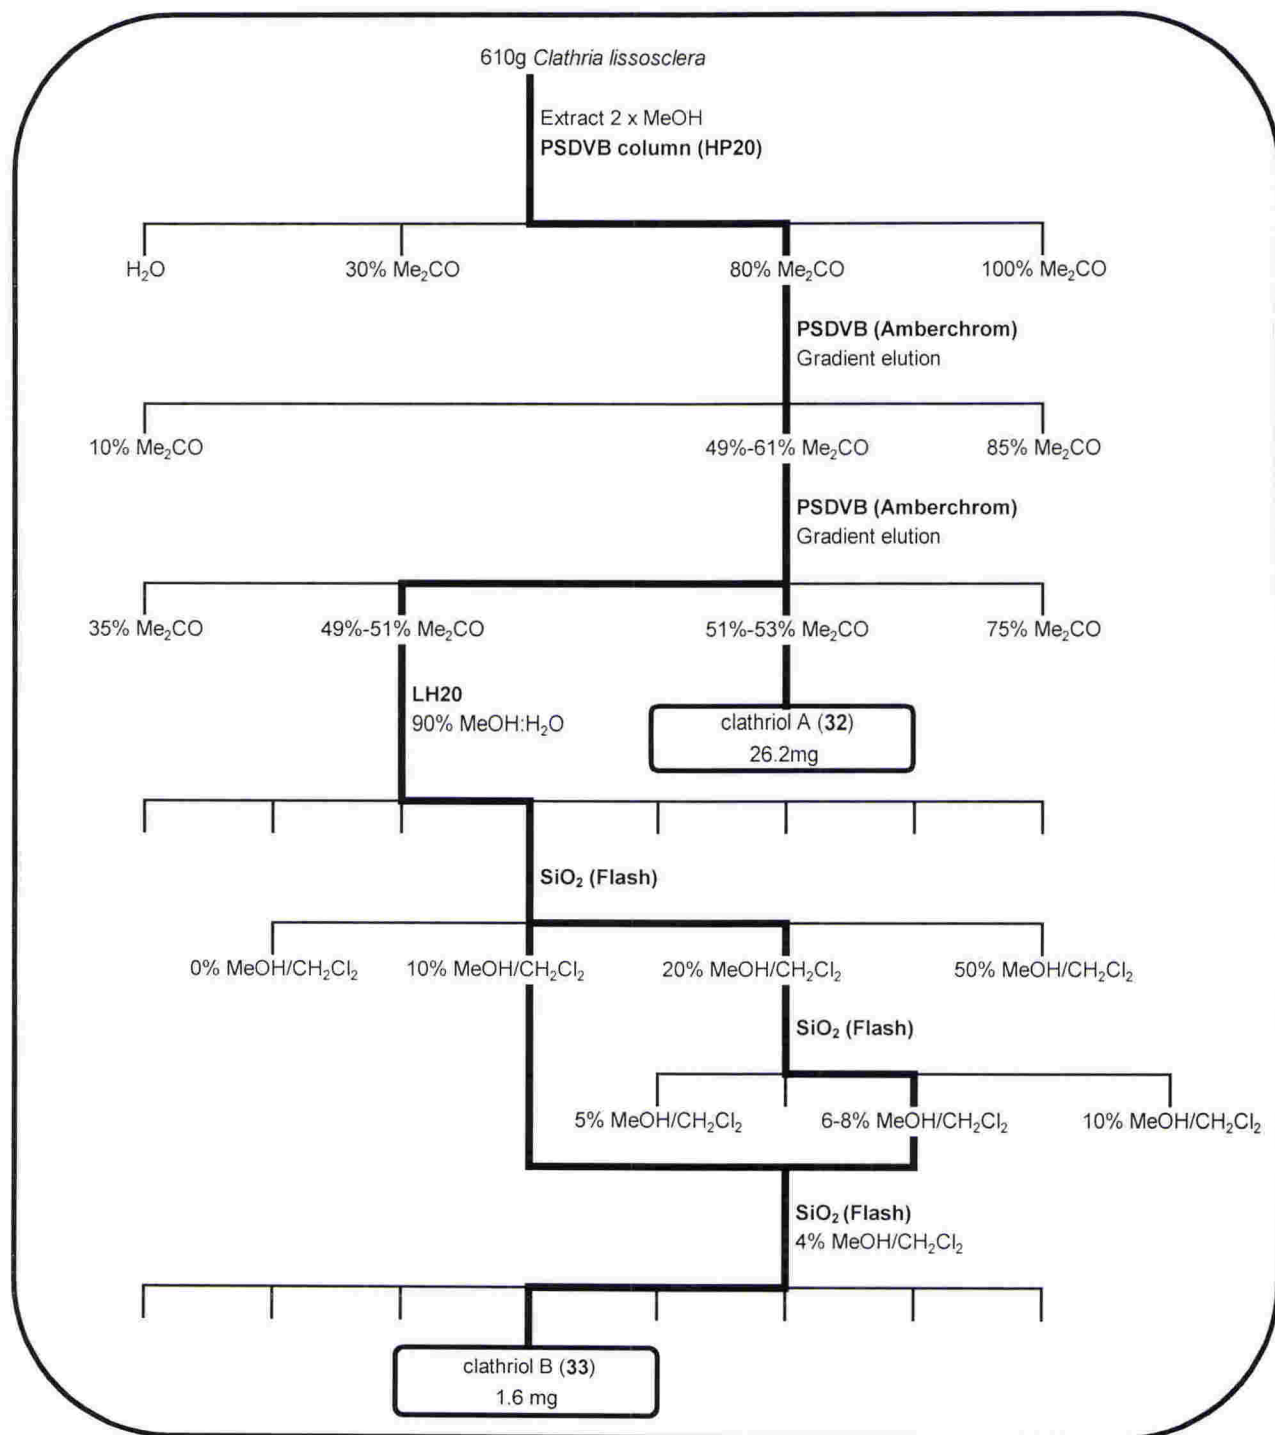 610g Clathria lissosclera
Extract 2 x MeOH
PSDVB column (HP20)
H₂O
30% Me₂CO
80% Me₂CO
100% Me₂CO
PSDVB (Amberchrom)
Gradient elution
10% Me₂CO
49%-61% Me₂CO
85% Me₂CO
PSDVB (Amberchrom)
Gradient elution
35% Me₂CO
49%-51% Me₂CO
51%-53% Me₂CO
75% Me₂CO
LH20
90% MeOH:H₂O
clathriol A (32)
26.2mg
SiO₂ (Flash)
0% MeOH/CH₂Cl₂
10% MeOH/CH₂Cl₂
20% MeOH/CH₂Cl₂
50% MeOH/CH₂Cl₂
SiO₂ (Flash)
5% MeOH/CH₂Cl₂
6-8% MeOH/CH₂Cl₂
10% MeOH/CH₂Cl₂
SiO₂ (Flash)
4% MeOH/CH₂Cl₂
clathriol B (33)
1.6 mg